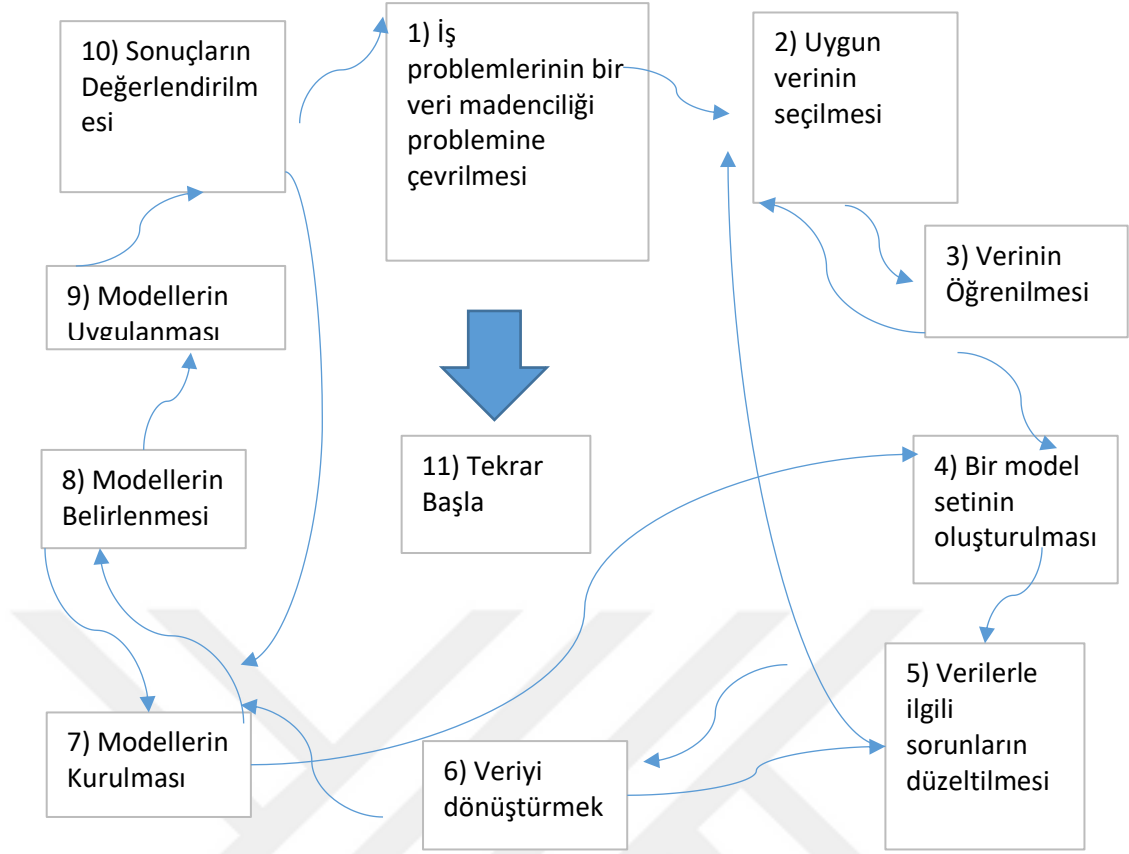 10) Sonuçların
Değerlendirilm
esi
1) İş
problemlerinin bir
veri madenciliği
problemine
çevrilmesi
2) Uygun
verinin
seçilmesi
3) Verinin
Öğrenilmesi
9) Modellerin
Uygulanması
11) Tekrar
Başla
4) Bir model
setinin
oluşturulması
8) Modellerin
Belirlenmesi
5) Verilerle
ilgili
sorunların
düzeltilmesi
7) Modellerin
Kurulması
6) Veriyi
dönüştürmek